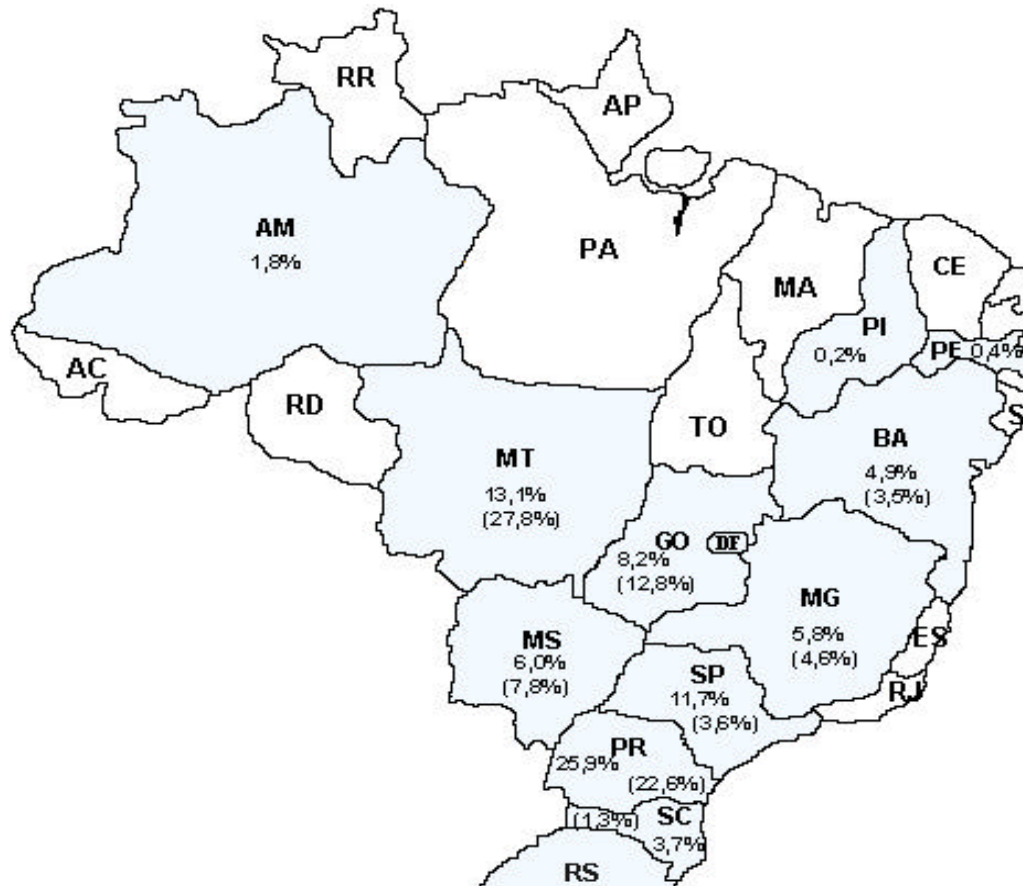 RR
AP
AM
1,8%
PA
MA
CE
PI
0,2%
PE 0,4%
AC
RD
TO
S
BA
4,9%
(3,5%)
MT
13,1%
(27,8%)
GO
DF
8,2%
(12,8%)
MG
5,8%
(4,6%)
ES
RJ
MS
6,0%
(7,8%)
SP
11,7%
(3,6%)
PR
25,9%
(22,6%)
SC
(1,3%)
3,7%
RS